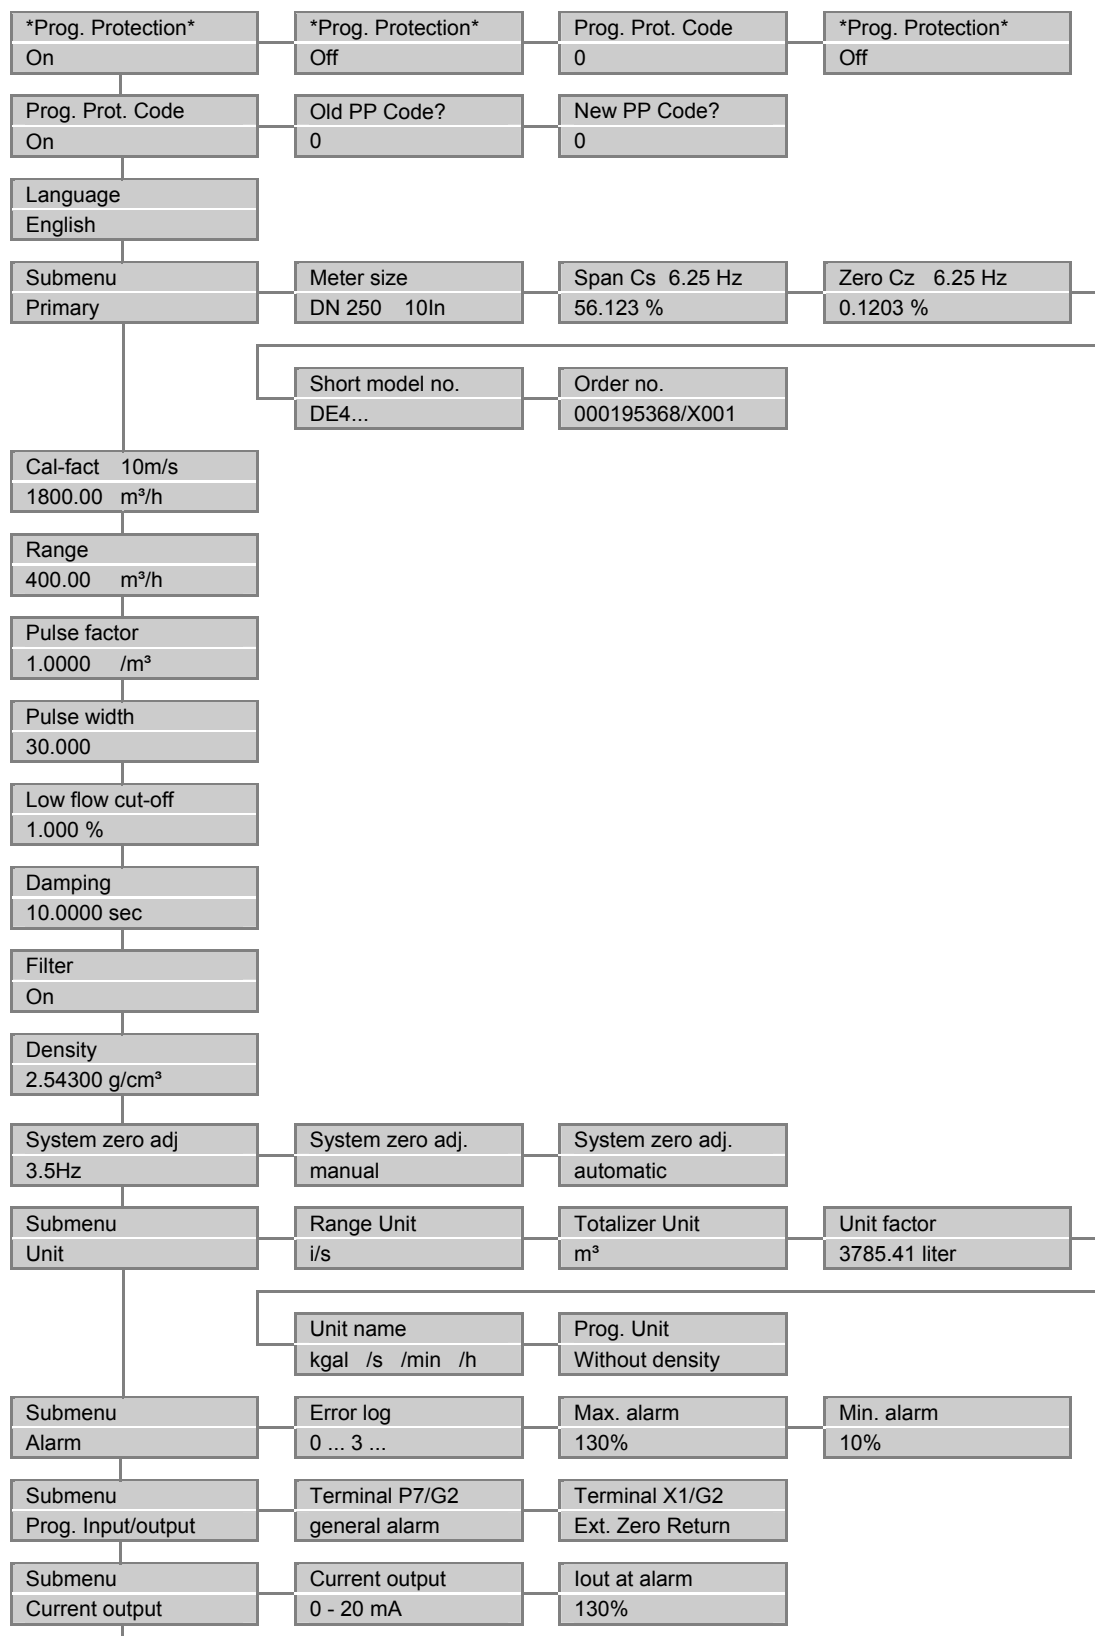 *Prog. Protection*
On
*Prog. Protection*
Off
Prog. Prot. Code
0
*Prog. Protection*
Off
Prog. Prot. Code
On
Old PP Code?
0
New PP Code?
0
Language
English
Submenu
Primary
Meter size
DN 250 10In
Span Cs 6.25 Hz
56.123 %
Zero Cz 6.25 Hz
0.1203 %
Short model no.
DE4...
Order no.
000195368/X001
Cal-fact 10m/s
1800.00 m³/h
Range
400.00 m³/h
Pulse factor
1.0000 /m³
Pulse width
30.000
Low flow cut-off
1.000 %
Damping
10.0000 sec
Filter
On
Density
2.54300 g/cm³
System zero adj
3.5Hz
System zero adj.
manual
System zero adj.
automatic
Submenu
Unit
Range Unit
i/s
Totalizer Unit
m³
Unit factor
3785.41 liter
Unit name
kgal /s /min /h
Prog. Unit
Without density
Submenu
Alarm
Error log
0 ... 3 ...
Max. alarm
130%
Min. alarm
10%
Submenu
Prog. Input/output
Terminal P7/G2
general alarm
Terminal X1/G2
Ext. Zero Return
Submenu
Current output
Current output
0 - 20 mA
Iout at alarm
130%